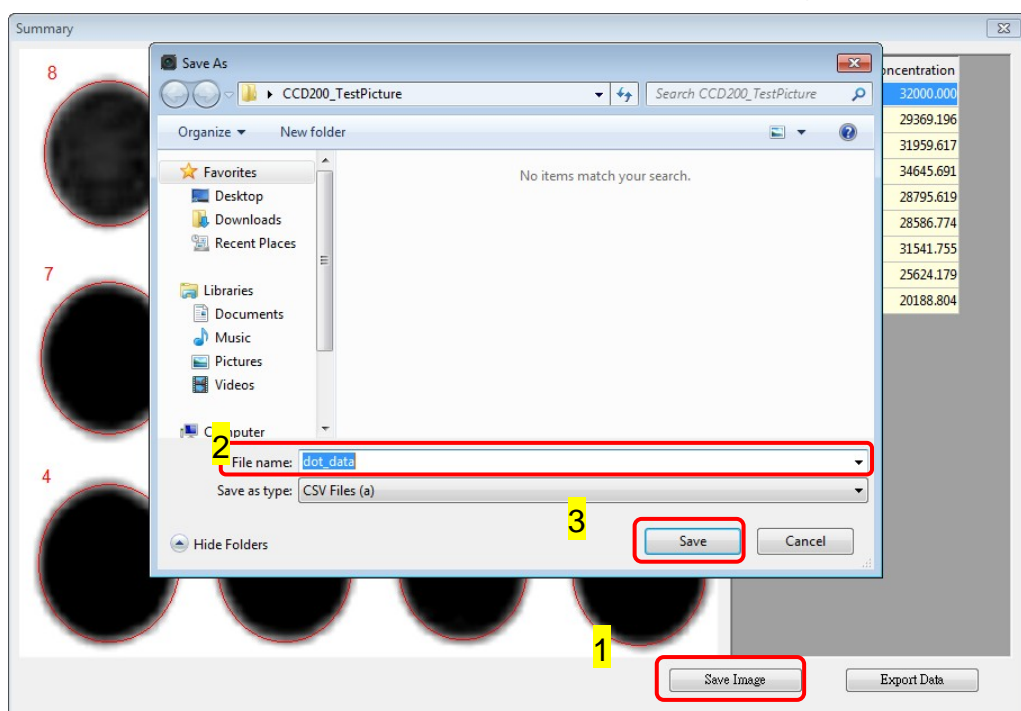 Summary
8
7
4
Save As
CCD200_TestPicture
Search CCD200_TestPicture
Organize
New folder
Favorites
Desktop
Downloads
Recent Places
Libraries
Documents
Music
Pictures
Videos
No items match your search.
2
File name: dot_data
Save as type: CSV Files (a)
3
Hide Folders
Save
Cancel
32000.000
29369.196
31959.617
34645.691
28795.619
28586.774
31541.755
25624.179
20188.804
1
Save Image
Export Data